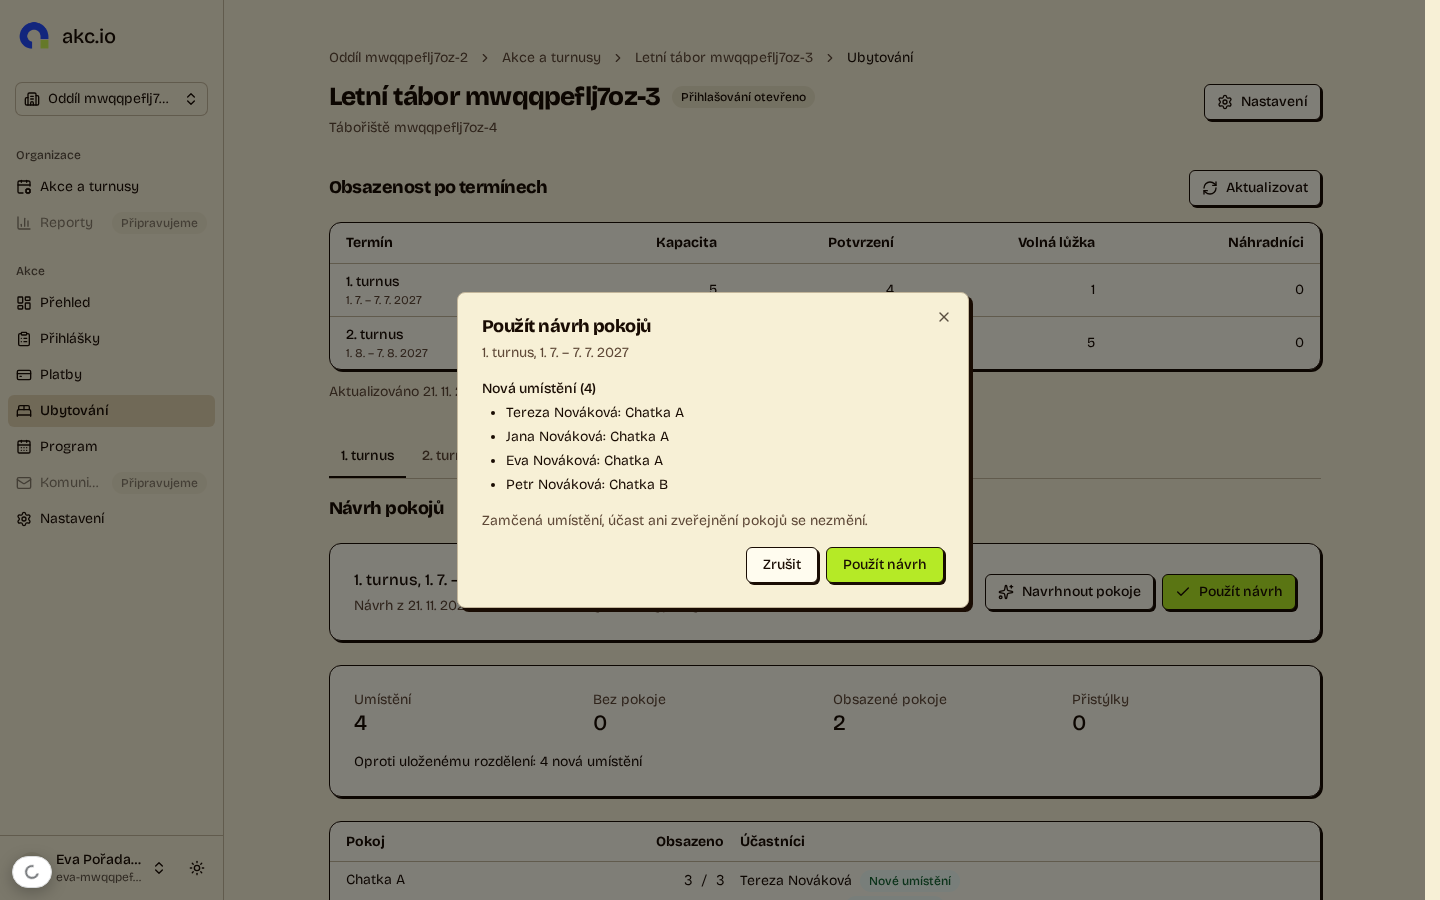 akc.io
Oddíl mwqqpeflj7...
Organizace
Akce a turnusy
Reporty Připravujeme
Akce
Přehled
Přihlášky
Platby
Ubytování
Program
Komuni... Připravujeme
Nastavení
Eva Pořada...
eva-mwqqpef...
Oddíl mwqqpeflj7oz-2 > Akce a turnusy > Letní tábor mwqqpeflj7oz-3 > Ubytování
Letní tábor mwqqpeflj7oz-3 Přihlašování otevřeno
Nastavení
Tábořiště mwqqpeflj7oz-4
Obsazenost po termínech
Aktualizovat
Termín Kapacita Potvrzení Volná lůžka Náhradníci
1. turnus 5 4 1 0
1. 7. – 7. 7. 2027
2. turnus 5 0
1. 8. – 7. 8. 2027
Aktualizováno 21. 11.
1. turnus 2. tur
Návrh pokojů
1. turnus, 1. 7. –
Návrh z 21. 11. 202
Navrhnout pokoje
Použít návrh
Použít návrh pokojů
1. turnus, 1. 7. – 7. 7. 2027
Nová umístění (4)
• Tereza Nováková: Chatka A
• Jana Nováková: Chatka A
• Eva Nováková: Chatka A
• Petr Nováková: Chatka B
Zamčená umístění, účast ani zveřejnění pokojů se nezmění.
Zrušit Použít návrh
Umístění Bez pokoje Obsazené pokoje Přistýlky
4 0 2 0
Oproti uloženému rozdělení: 4 nová umístění
Pokoj Obsazeno Účastníci
Chatka A 3 / 3 Tereza Nováková Nové umístění